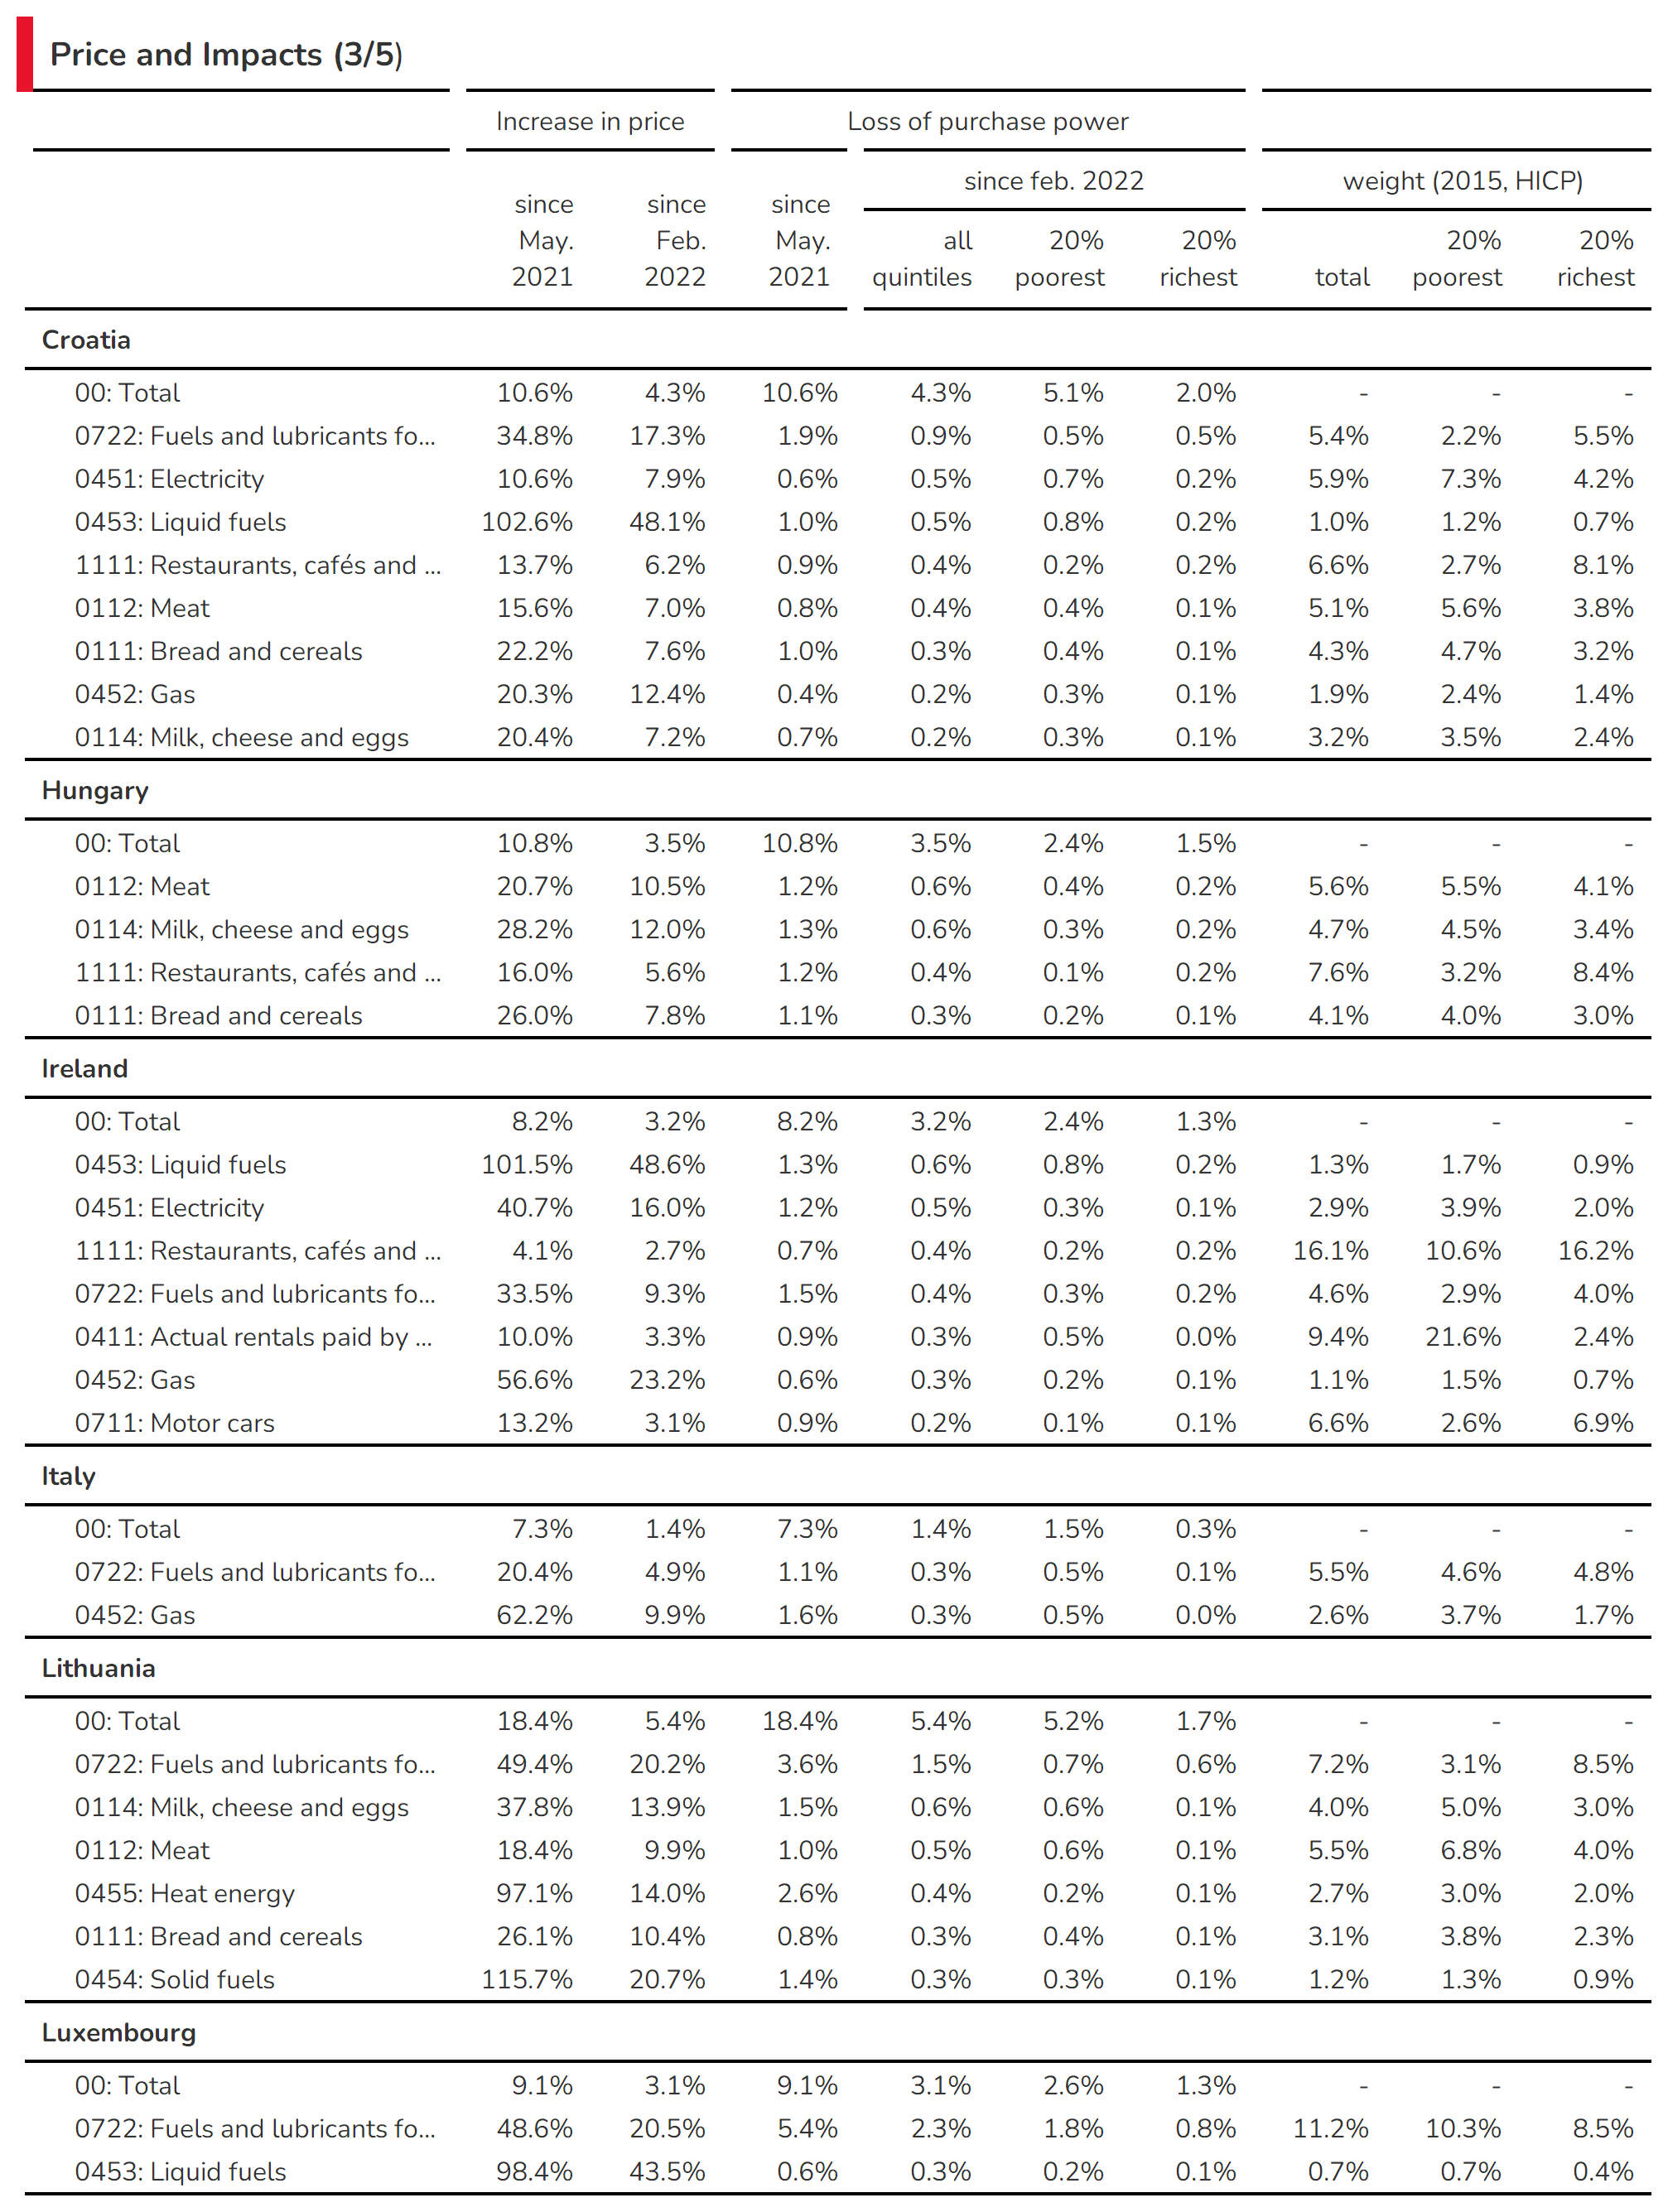 Price and Impacts (3/5)
Increase in price Loss of purchase power
since feb. 2022 weight (2015, HICP)
since since since
May. Feb. May. all 20% 20% 20% 20%
2021 2022 2021 quintiles poorest richest total poorest richest
Croatia
00: Total 10.6% 4.3% 10.6% 4.3% 5.1% 2.0% - - -
0722: Fuels and lubricants fo... 34.8% 17.3% 1.9% 0.9% 0.5% 0.5% 5.4% 2.2% 5.5%
0451: Electricity 10.6% 7.9% 0.6% 0.5% 0.7% 0.2% 5.9% 7.3% 4.2%
0453: Liquid fuels 102.6% 48.1% 1.0% 0.5% 0.8% 0.2% 1.0% 1.2% 0.7%
1111: Restaurants, cafés and ... 13.7% 6.2% 0.9% 0.4% 0.2% 0.2% 6.6% 2.7% 8.1%
0112: Meat 15.6% 7.0% 0.8% 0.4% 0.4% 0.1% 5.1% 5.6% 3.8%
0111: Bread and cereals 22.2% 7.6% 1.0% 0.3% 0.4% 0.1% 4.3% 4.7% 3.2%
0452: Gas 20.3% 12.4% 0.4% 0.2% 0.3% 0.1% 1.9% 2.4% 1.4%
0114: Milk, cheese and eggs 20.4% 7.2% 0.7% 0.2% 0.3% 0.1% 3.2% 3.5% 2.4%
Hungary
00: Total 10.8% 3.5% 10.8% 3.5% 2.4% 1.5% - - -
0112: Meat 20.7% 10.5% 1.2% 0.6% 0.4% 0.2% 5.6% 5.5% 4.1%
0114: Milk, cheese and eggs 28.2% 12.0% 1.3% 0.6% 0.3% 0.2% 4.7% 4.5% 3.4%
1111: Restaurants, cafés and ... 16.0% 5.6% 1.2% 0.4% 0.1% 0.2% 7.6% 3.2% 8.4%
0111: Bread and cereals 26.0% 7.8% 1.1% 0.3% 0.2% 0.1% 4.1% 4.0% 3.0%
Ireland
00: Total 8.2% 3.2% 8.2% 3.2% 2.4% 1.3% - - -
0453: Liquid fuels 101.5% 48.6% 1.3% 0.6% 0.8% 0.2% 1.3% 1.7% 0.9%
0451: Electricity 40.7% 16.0% 1.2% 0.5% 0.3% 0.1% 2.9% 3.9% 2.0%
1111: Restaurants, cafés and ... 4.1% 2.7% 0.7% 0.4% 0.2% 0.2% 16.1% 10.6% 16.2%
0722: Fuels and lubricants fo... 33.5% 9.3% 1.5% 0.4% 0.3% 0.2% 4.6% 2.9% 4.0%
0411: Actual rentals paid by ... 10.0% 3.3% 0.9% 0.3% 0.5% 0.0% 9.4% 21.6% 2.4%
0452: Gas 56.6% 23.2% 0.6% 0.3% 0.2% 0.1% 1.1% 1.5% 0.7%
0711: Motor cars 13.2% 3.1% 0.9% 0.2% 0.1% 0.1% 6.6% 2.6% 6.9%
Italy
00: Total 7.3% 1.4% 7.3% 1.4% 1.5% 0.3% - - -
0722: Fuels and lubricants fo... 20.4% 4.9% 1.1% 0.3% 0.5% 0.1% 5.5% 4.6% 4.8%
0452: Gas 62.2% 9.9% 1.6% 0.3% 0.5% 0.0% 2.6% 3.7% 1.7%
Lithuania
00: Total 18.4% 5.4% 18.4% 5.4% 5.2% 1.7% - - -
0722: Fuels and lubricants fo... 49.4% 20.2% 3.6% 1.5% 0.7% 0.6% 7.2% 3.1% 8.5%
0114: Milk, cheese and eggs 37.8% 13.9% 1.5% 0.6% 0.6% 0.1% 4.0% 5.0% 3.0%
0112: Meat 18.4% 9.9% 1.0% 0.5% 0.6% 0.1% 5.5% 6.8% 4.0%
0455: Heat energy 97.1% 14.0% 2.6% 0.4% 0.2% 0.1% 2.7% 3.0% 2.0%
0111: Bread and cereals 26.1% 10.4% 0.8% 0.3% 0.4% 0.1% 3.1% 3.8% 2.3%
0454: Solid fuels 115.7% 20.7% 1.4% 0.3% 0.3% 0.1% 1.2% 1.3% 0.9%
Luxembourg
00: Total 9.1% 3.1% 9.1% 3.1% 2.6% 1.3% - - -
0722: Fuels and lubricants fo... 48.6% 20.5% 5.4% 2.3% 1.8% 0.8% 11.2% 10.3% 8.5%
0453: Liquid fuels 98.4% 43.5% 0.6% 0.3% 0.2% 0.1% 0.7% 0.7% 0.4%